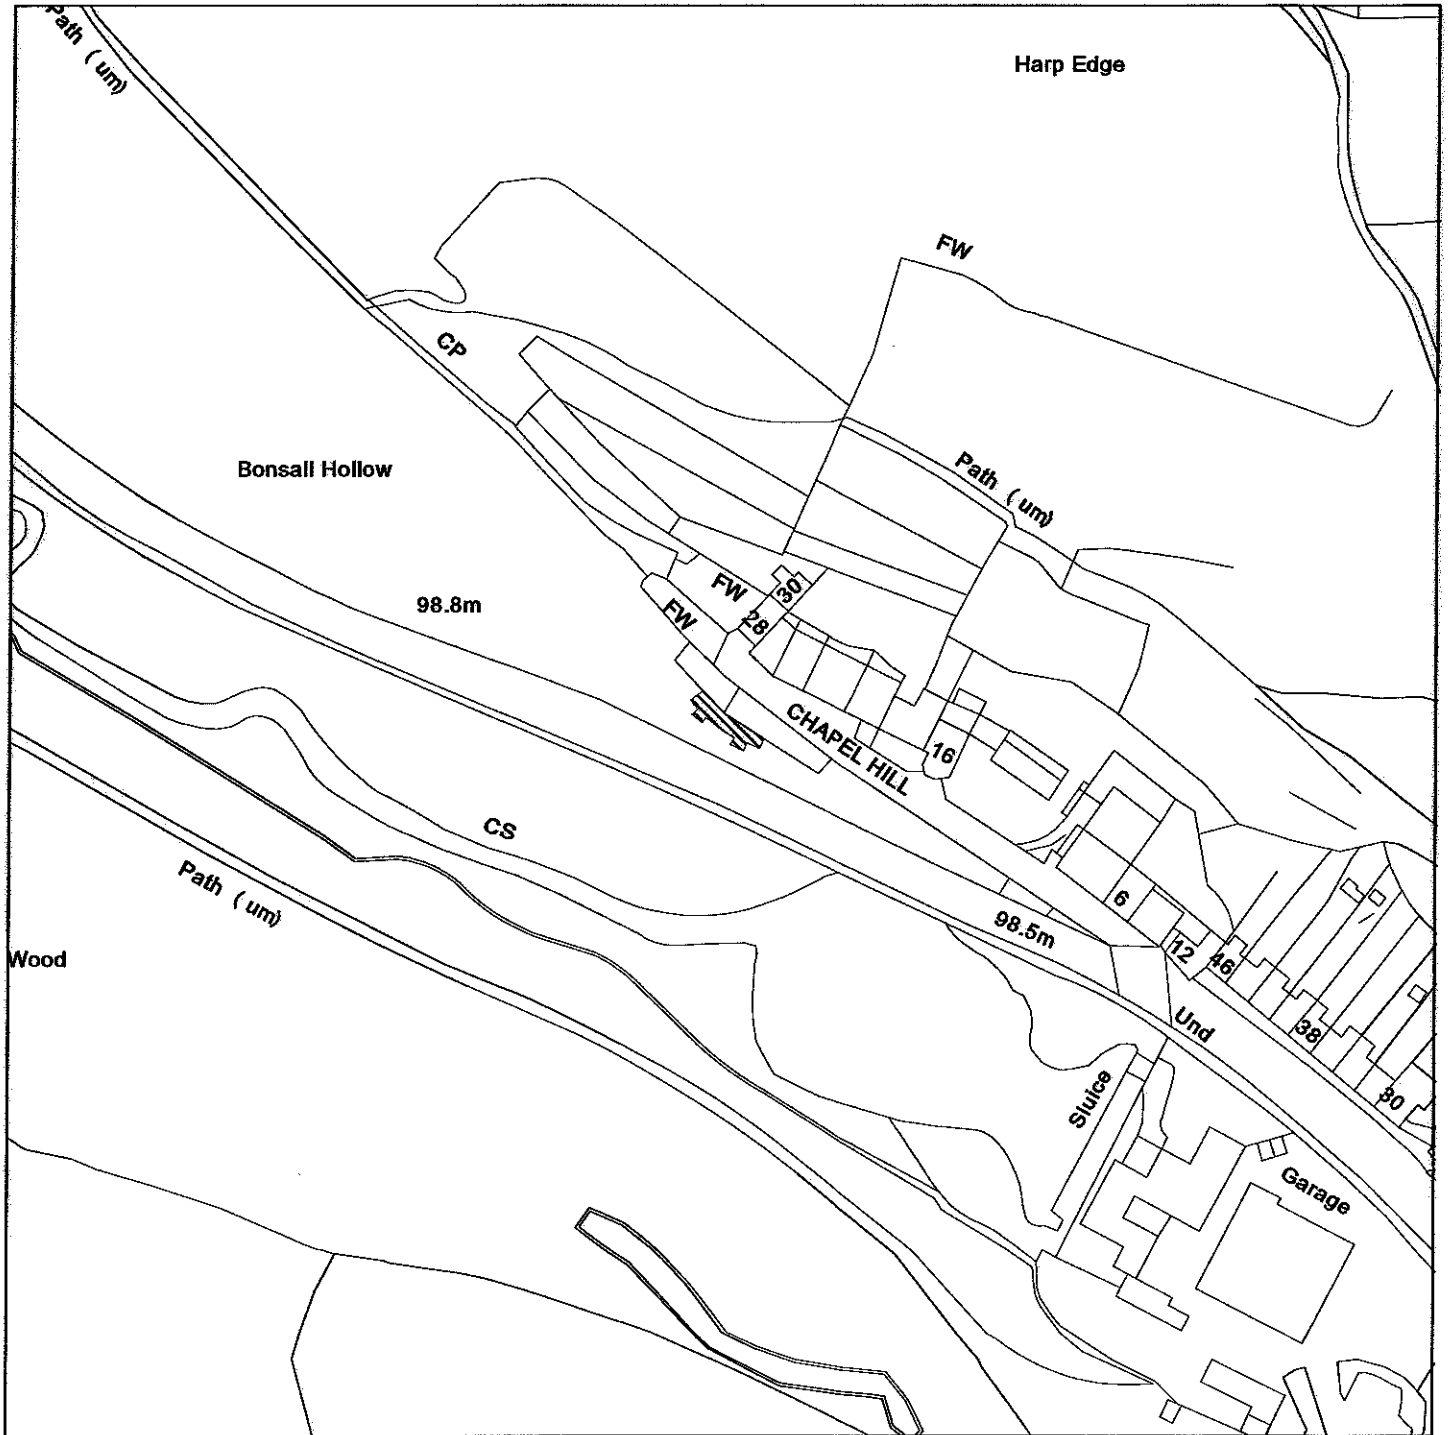 Path ( um)
Harp Edge
FW
CP
Bonsall Hollow
Path ( um)
98.8m
FW
30
FW
28
CHAPEL HILL
16
CS
Path ( um)
6
98.5m
12
46
Wood
Und
38
Sluice
30
Garage